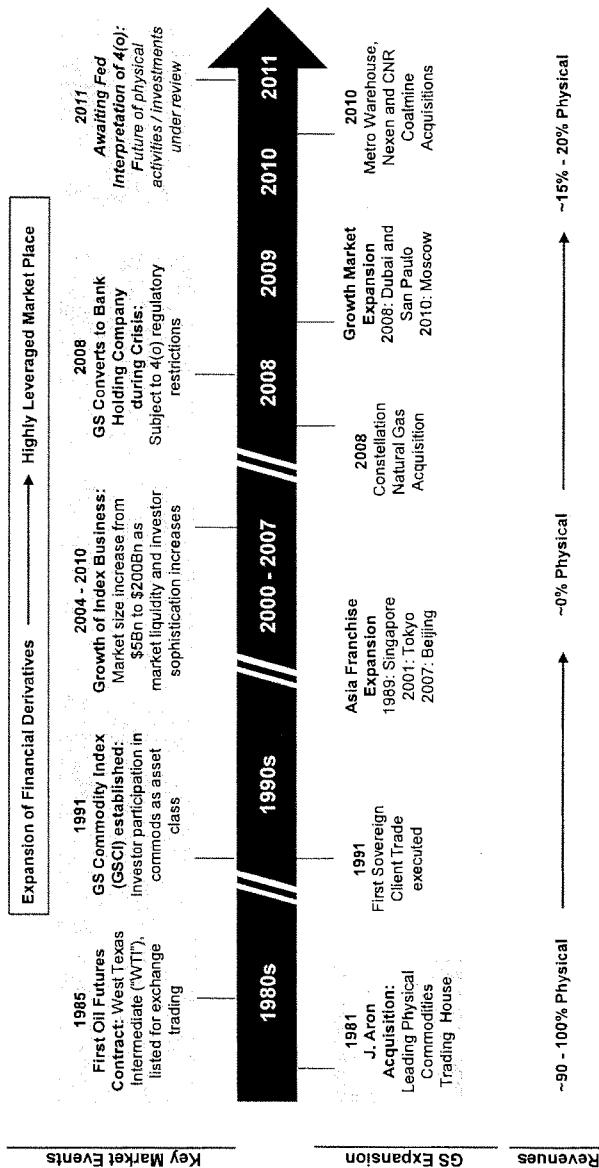 Expansion of Financial Derivatives
Highly Leveraged Market Place
Key Market Events
1985
First Oil Futures
Contract: West Texas
Intermediate ("WTI"),
listed for exchange
trading
1991
GS Commodity Index
(GSCI) established:
Investor participation in
commods as asset
class
2004 - 2010
Growth of Index Business:
Market size increase from
$5Bn to $200Bn as
market liquidity and investor
sophistication increases
2008
GS Converts to Bank
Holding Company
during Crisis:
Subject to 4(o) regulatory
restrictions
2011
Awaiting Fed
Interpretation of 4(o):
Future of physical
activities / investments
under review
1980s
1990s
2000 - 2007
2008
2009
2010
2011
GS Expansion
1981
J. Aron
Acquisition:
Leading Physical
Commodities
Trading House
1991
First Sovereign
Client Trade
executed
Asia Franchise
Expansion
1989: Singapore
2001: Tokyo
2007: Beijing
2008
Constellation
Natural Gas
Acquisition
Growth Market
Expansion
2008: Dubai and
San Paulo
2010: Moscow
2010
Metro Warehouse,
Nexen and CNR
Coalmine
Acquisitions
Revenues
~90 - 100% Physical
~0% Physical
~15% - 20% Physical